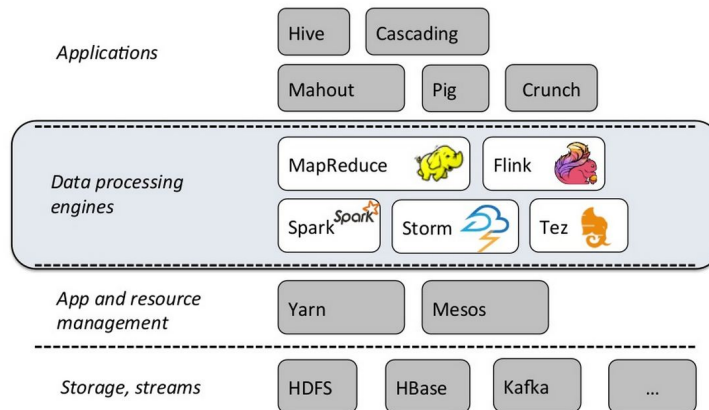 Applications
Hive
Cascading
Mahout
Pig
Crunch
Data processing
engines
MapReduce
Flink
Spark
Spark
Storm
Tez
App and resource
management
Yarn
Mesos
Storage, streams
HDFS
HBase
Kafka
...